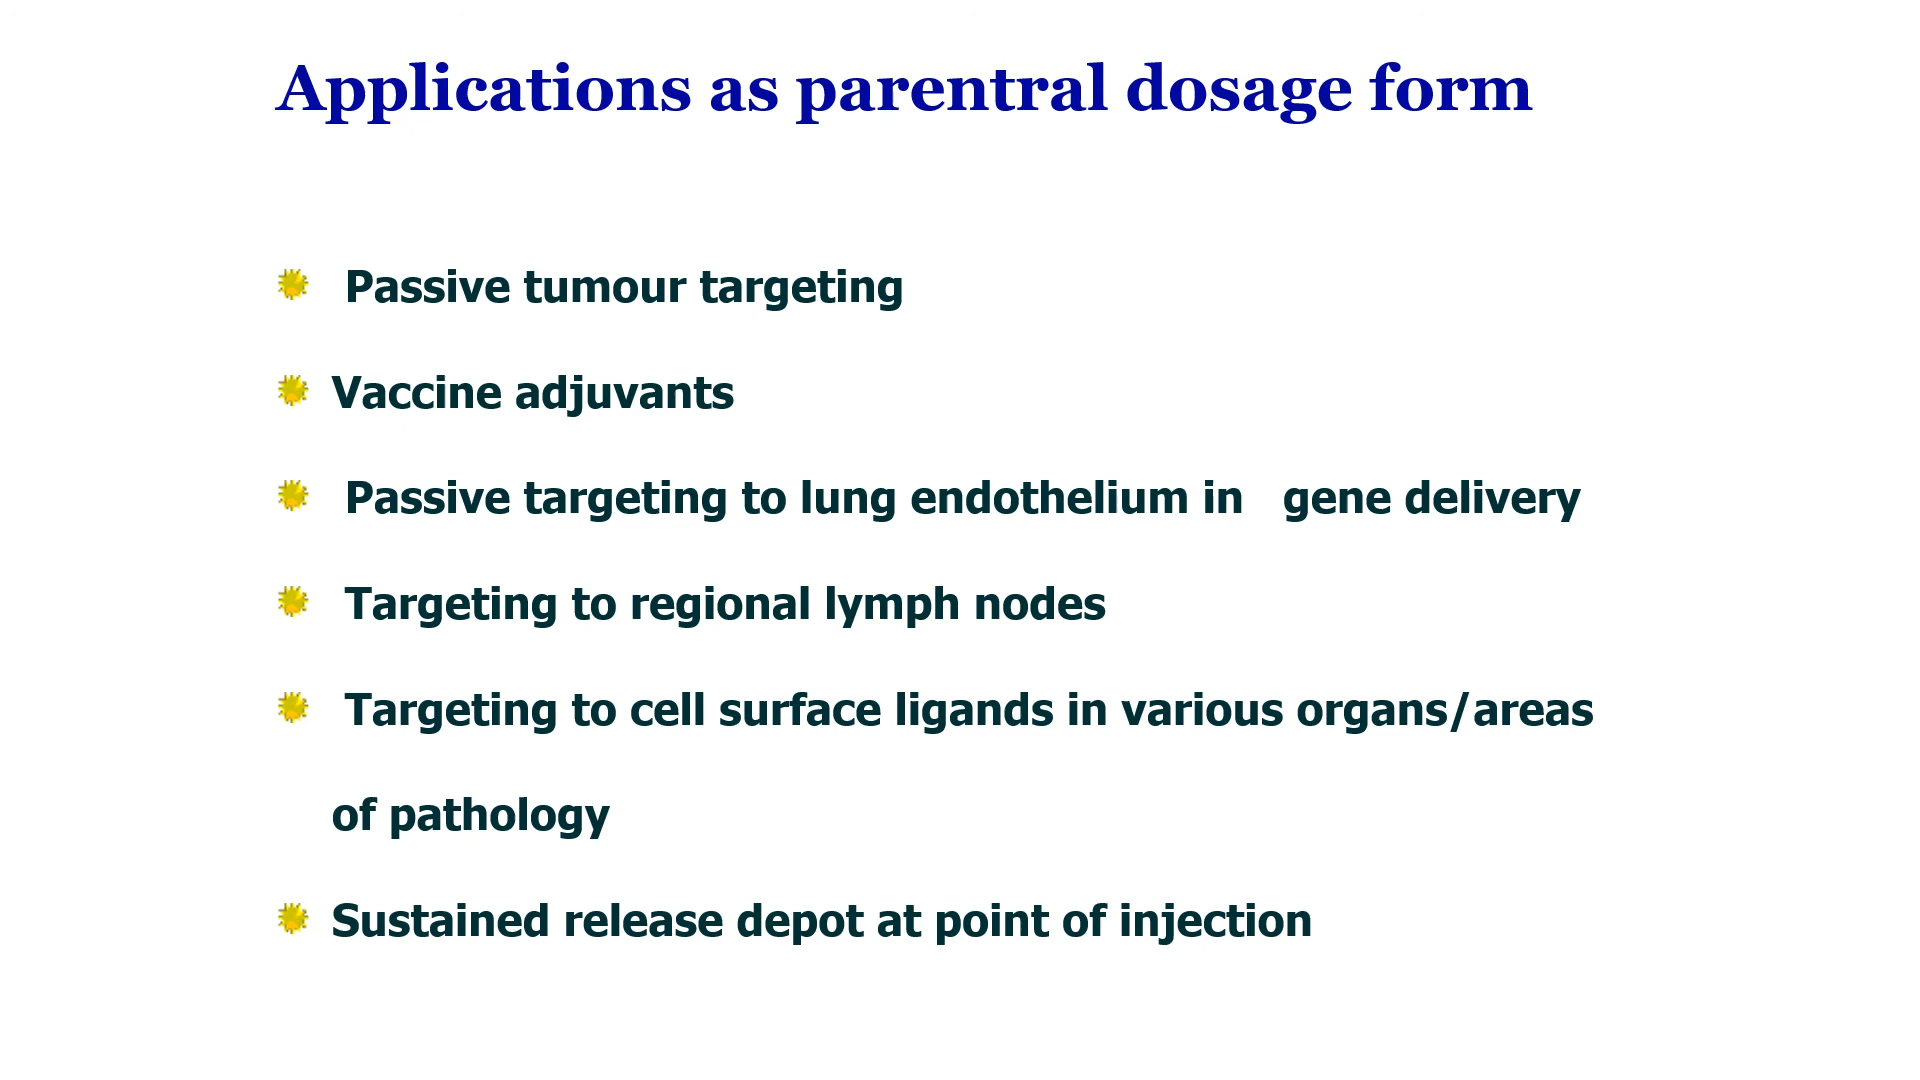 Applications as parentral dosage form
Passive tumour targeting
Vaccine adjuvants
Passive targeting to lung endothelium in   gene delivery
Targeting to regional lymph nodes
Targeting to cell surface ligands in various organs/areas
of pathology
Sustained release depot at point of injection